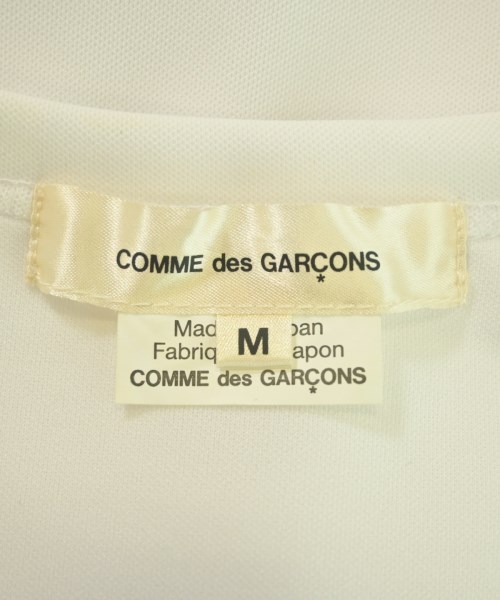 COMME des GARÇONS
*
M
Mad pan
Fabriq apon
COMME des GARÇONS
*